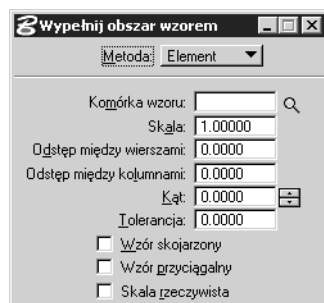 Wypełnij obszar wzorem
Metoda: Element
Komórka wzoru:
Skala: 1.00000
Odstęp między wierszami: 0.0000
Odstęp między kolumnami: 0.0000
Kąt: 0.0000
Tolerancja: 0.0000
Wzór skojarzony
Wzór przyciągalny
Skala rzeczywista